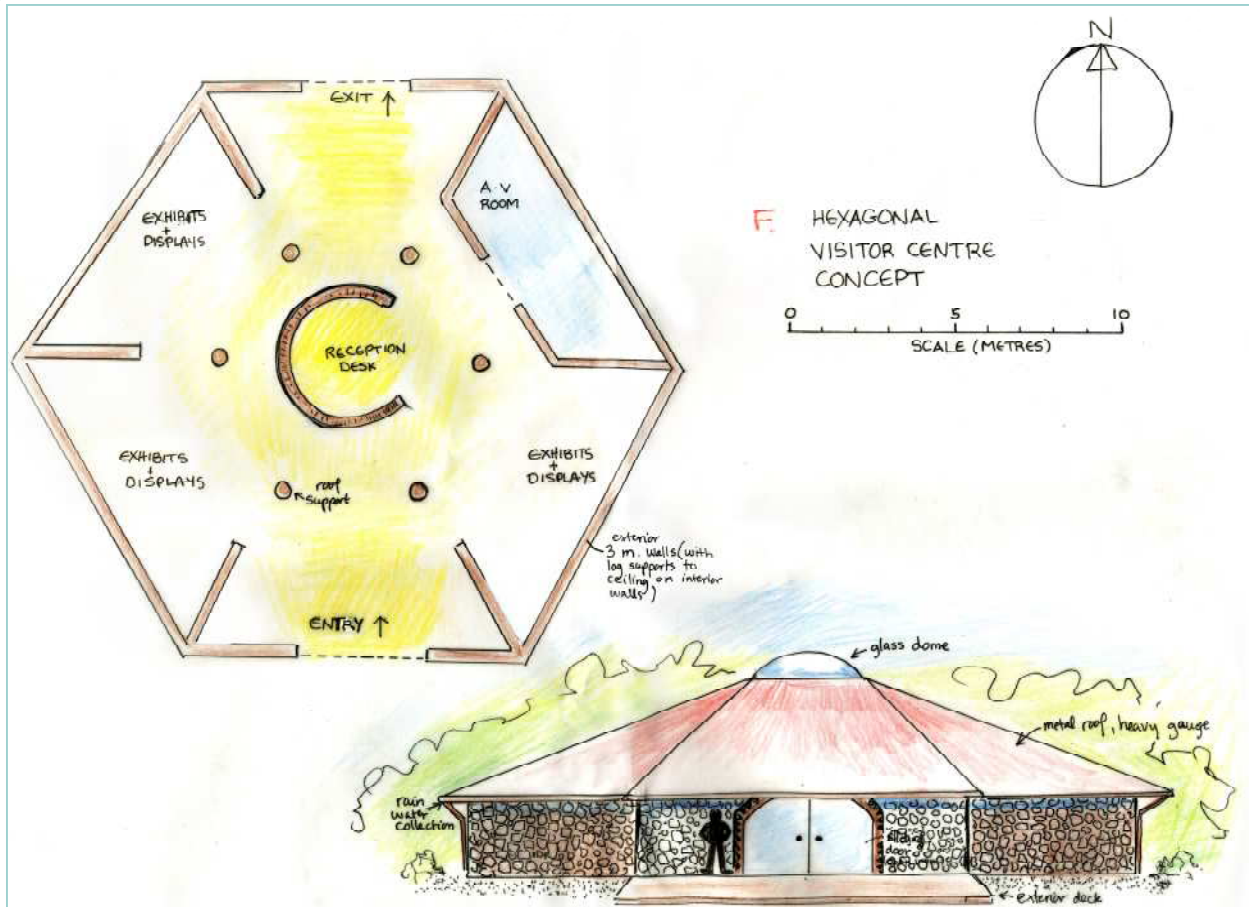 N
EXIT ↑
A.V
ROOM
EXHIBITS
+
DISPLAYS
F. HEXAGONAL
VISITOR CENTRE
CONCEPT
0 5 10
SCALE (METRES)
RECEPTION
DESK
EXHIBITS
+
DISPLAYS
EXHIBITS
+
DISPLAYS
roof
support
exterior
3 m. walls (with
log supports to
ceiling on interior
walls)
ENTRY ↑
glass dome
metal roof, heavy gauge
rain
water
collection
sliding
door
exterior deck